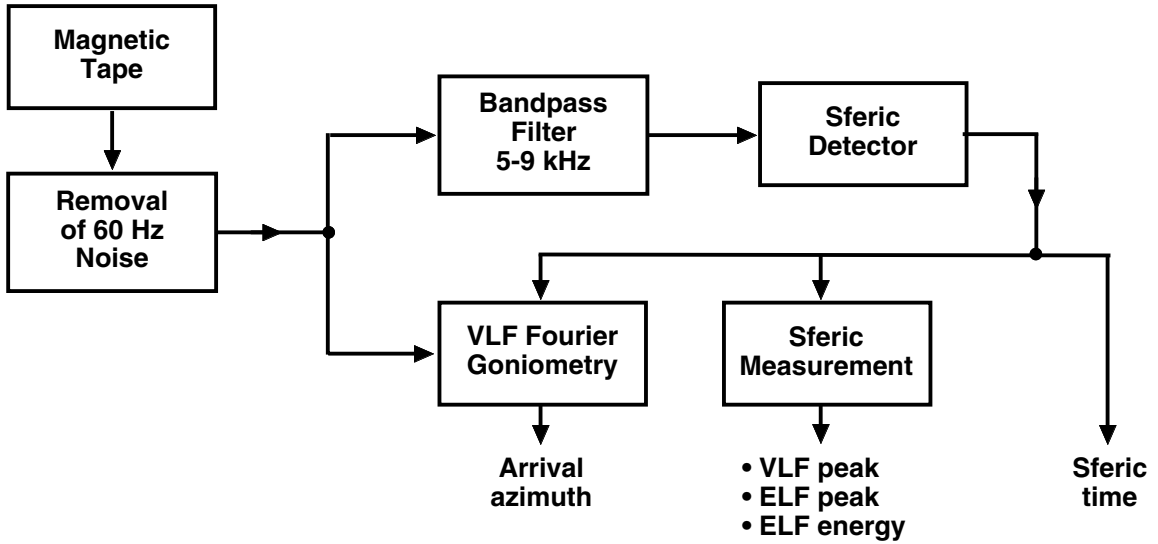 Magnetic
Tape
Removal
of 60 Hz
Noise
Bandpass
Filter
5-9 kHz
Sferic
Detector
VLF Fourier
Goniometry
Sferic
Measurement
Arrival
azimuth
• VLF peak
• ELF peak
• ELF energy
Sferic
time